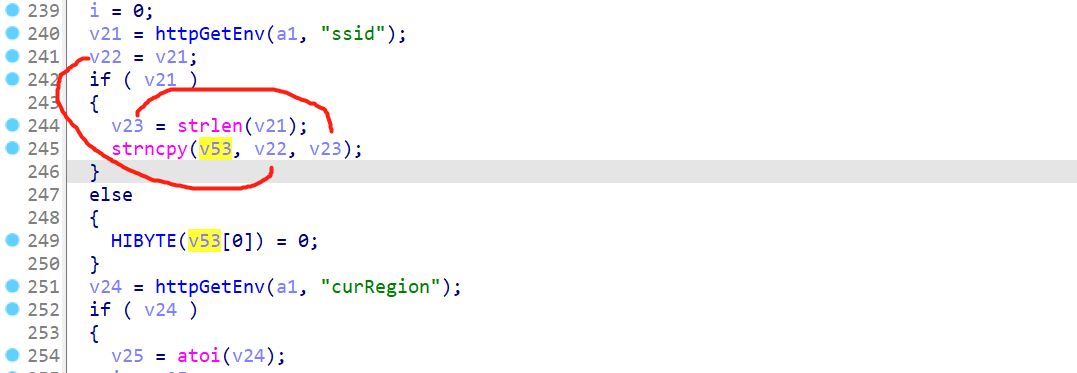 239 i = 0;
240 v21 = httpGetEnv(a1, "ssid");
241 v22 = v21;
242 if ( v21 )
243 {
244 v23 = strlen(v21);
245 strncpy(v53, v22, v23);
246 }
247 else
248 {
249 HIBYTE(v53[0]) = 0;
250 }
251 v24 = httpGetEnv(a1, "curRegion");
252 if ( v24 )
253 {
254 v25 = atoi(v24);